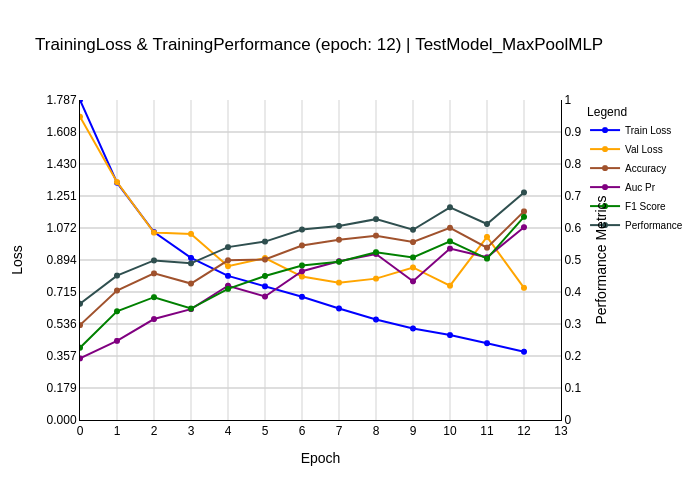 TrainingLoss & TrainingPerformance (epoch: 12) | TestModel_MaxPoolMLP
1.787
1.608
1.430
1.251
1.072
0.894
0.715
0.536
0.357
0.179
0.000
Loss
0 1 2 3 4 5 6 7 8 9 10 11 12 13
Epoch
1
0.9
0.8
0.7
0.6
0.5
0.4
0.3
0.2
0.1
0
Performance Metrics
Legend
Train Loss
Val Loss
Accuracy
Auc Pr
F1 Score
Performance